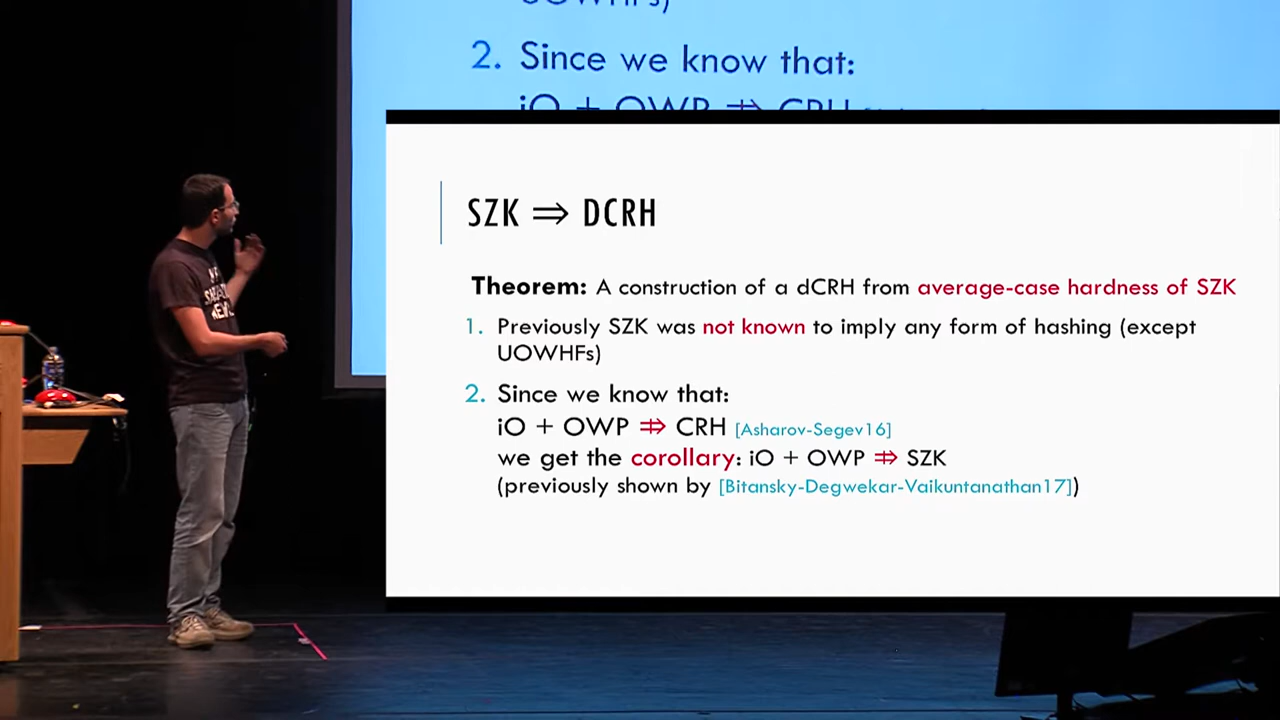 UOWHFs)
2. Since we know that:
iO + OWP ⇏ CRH
SZK ⇒ DCRH
Theorem: A construction of a dCRH from average-case hardness of SZK
1. Previously SZK was not known to imply any form of hashing (except
UOWHFs)
2. Since we know that:
iO + OWP ⇏ CRH [Asharov-Segev16]
we get the corollary: iO + OWP ⇏ SZK
(previously shown by [Bitansky-Degwekar-Vaikuntanathan17])